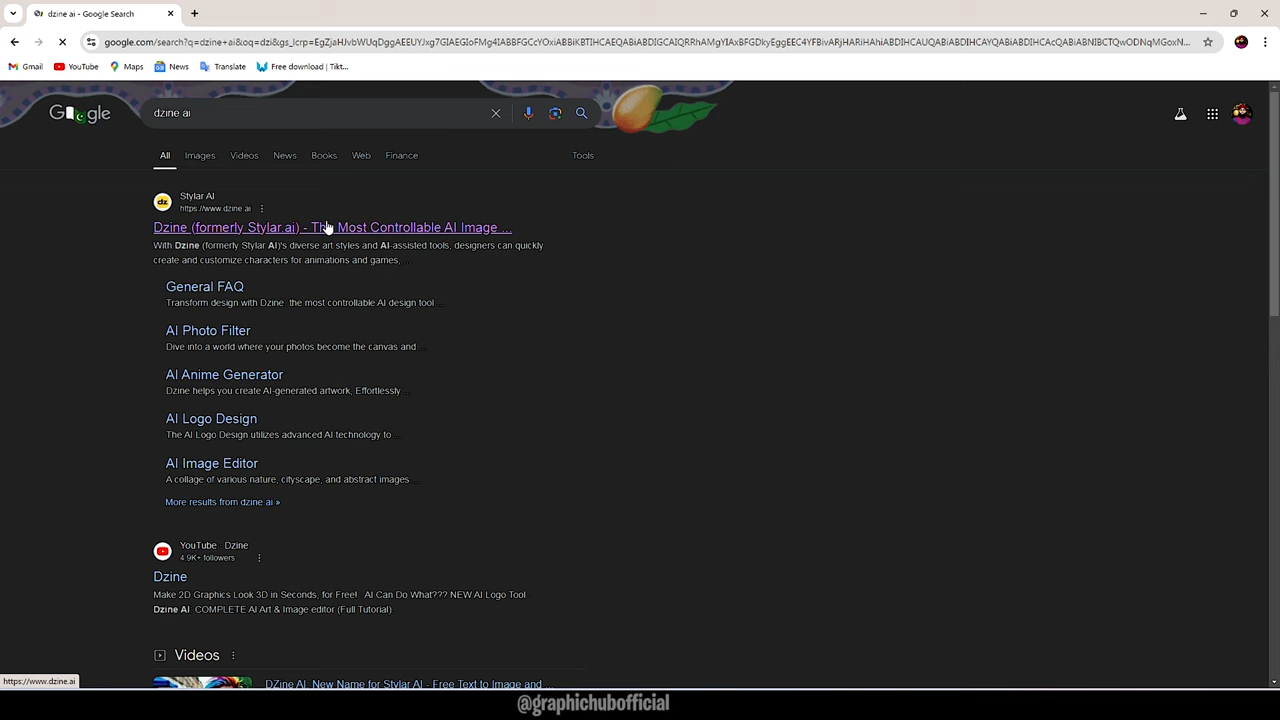 dzine ai - Google Search
Gmail YouTube Maps News Translate Free download | Tikt...
Google
dzine ai
All Images Videos News Books Web Finance Tools
Stylar AI
https://www.dzine.ai
Dzine (formerly Stylar.ai) - The Most Controllable AI Image ...
With Dzine (formerly Stylar AI)'s diverse art styles and AI-assisted tools, designers can quickly
create and customize characters for animations and games, ...
General FAQ
Transform design with Dzine the most controllable AI design tool ...
AI Photo Filter
Dive into a world where your photos become the canvas and...
AI Anime Generator
Dzine helps you create AI-generated artwork, Effortlessly ...
AI Logo Design
The AI Logo Design utilizes advanced AI technology to ...
AI Image Editor
A collage of various nature, cityscape, and abstract images ...
More results from dzine ai »
YouTube · Dzine
4.9K+ followers
Dzine
Make 2D Graphics Look 3D in Seconds, for Free! AI Can Do What??? NEW AI Logo Tool
Dzine AI COMPLETE AI Art & Image editor (Full Tutorial)
Videos
DZine AI: New Name for Stylar AI - Free Text to Image and ...
https://www.dzine.ai
@graphichubofficial